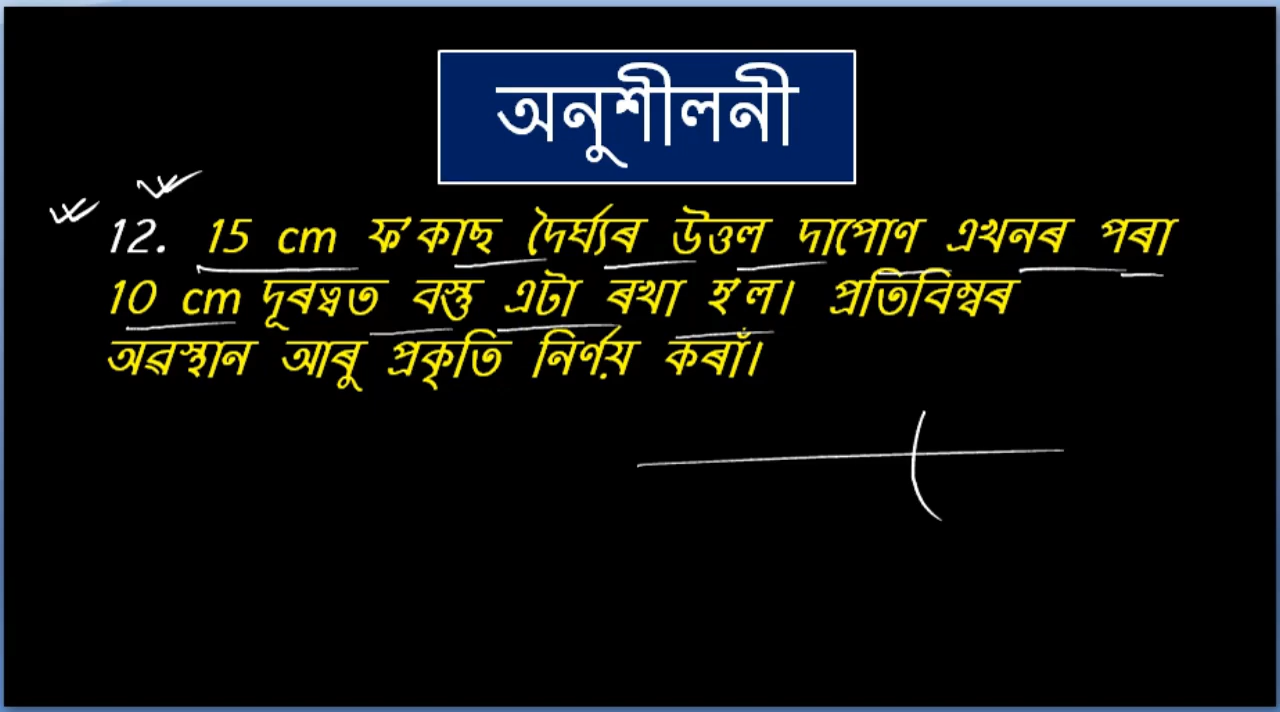 অনুশীলনী
12. 15 cm ফ'কাছ দৈৰ্ঘ্যৰ উত্তল দাপোণ এখনৰ পৰা
10 cm দূৰত্বত বস্তু এটা ৰখা হ'ল। প্ৰতিবিম্বৰ
অৱস্থান আৰু প্ৰকৃতি নিৰ্ণয় কৰাঁ।